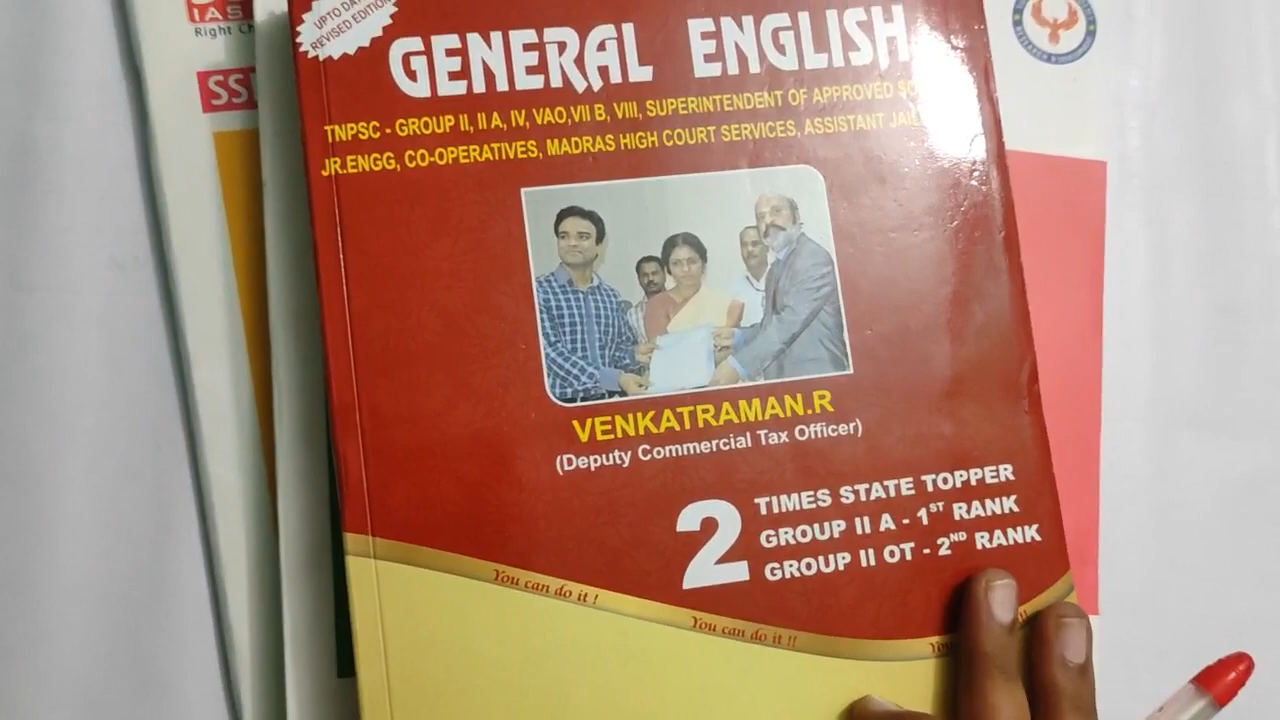 UPTO DATE
REVISED EDITION
GENERAL ENGLISH
TNPSC - GROUP II, II A, IV, VAO,VII B, VIII, SUPERINTENDENT OF APPROVED
JR.ENGG, CO-OPERATIVES, MADRAS HIGH COURT SERVICES, ASSISTANT
VENKATRAMAN.R
(Deputy Commercial Tax Officer)
2 TIMES STATE TOPPER
GROUP II A - 1ST RANK
GROUP II OT - 2ND RANK
You can do it !
You can do it !!
IAS
Right